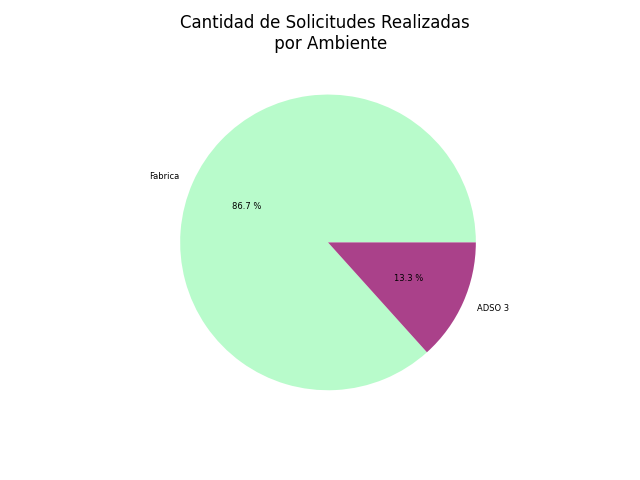 Cantidad de Solicitudes Realizadas
por Ambiente
Fabrica
86.7 %
13.3 %
ADSO 3